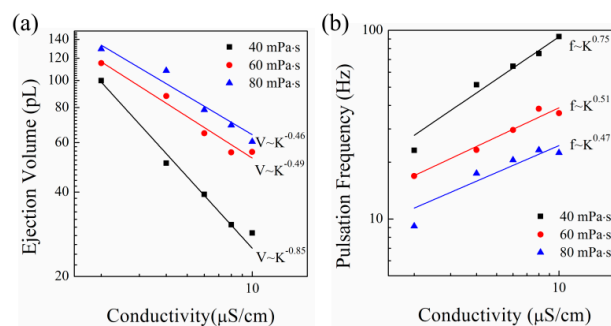 (a)
Ejection Volume (pL)
140
120
100
80
60
40
20
40 mPa·s
60 mPa·s
80 mPa·s
V~K^-0.46
V~K^-0.49
V~K^-0.85
10
Conductivity(μS/cm)
(b)
Pulsation Frequency (Hz)
100
10
f~K^0.75
f~K^0.51
f~K^0.47
40 mPa·s
60 mPa·s
80 mPa·s
10
Conductivity (μS/cm)